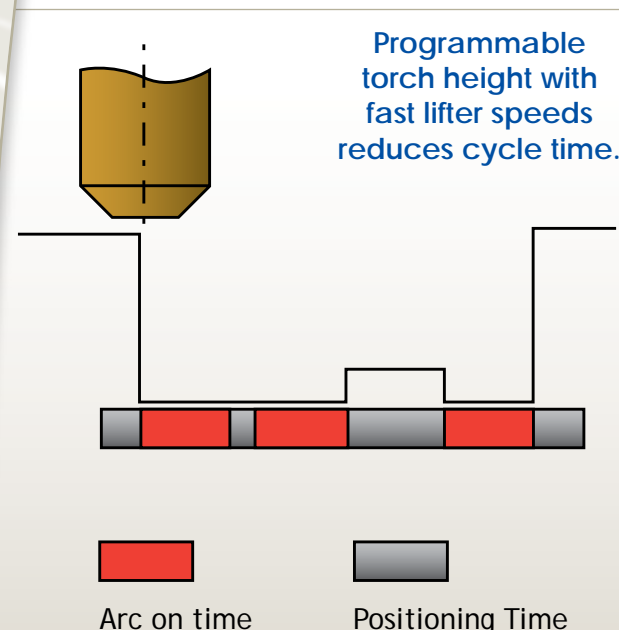 Programmable
torch height with
fast lifter speeds
reduces cycle time.
Arc on time
Positioning Time